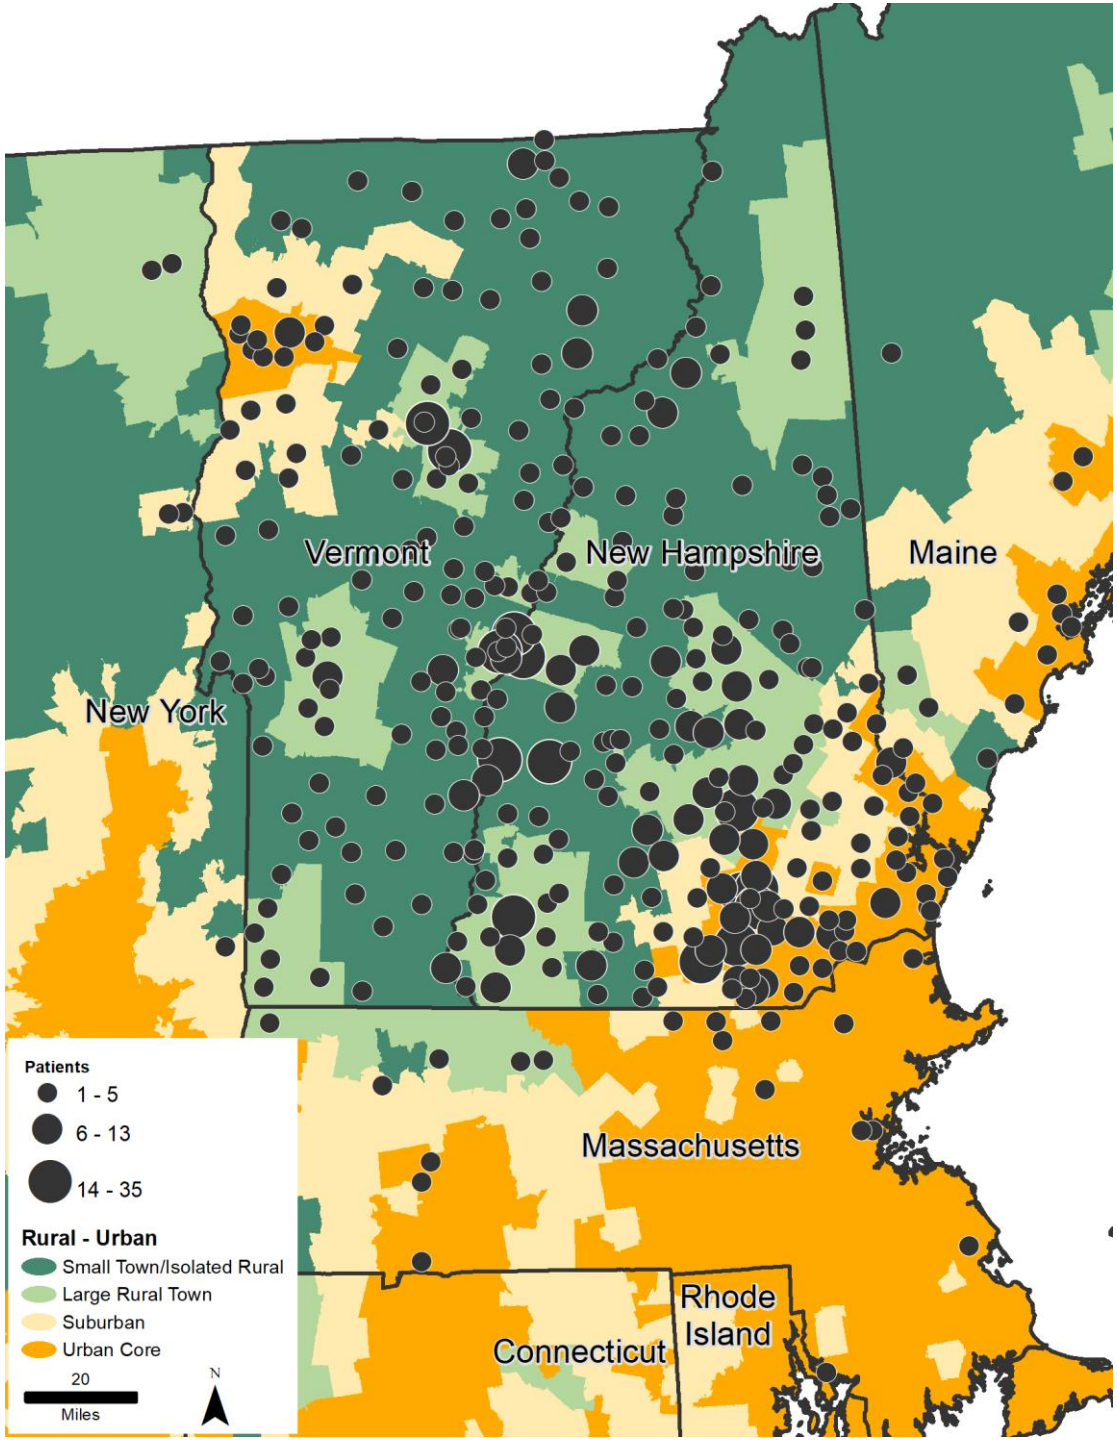 Vermont
New Hampshire
Maine
New York
Patients
1 - 5
6 - 13
14 - 35
Rural - Urban
Small Town/Isolated Rural
Large Rural Town
Suburban
Urban Core
20
Miles
N
Massachusetts
Rhode
Island
Connecticut